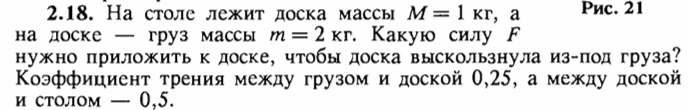 2.18. На столе лежит доска массы M = 1 кг, а Рис. 21
на доске — груз массы m = 2 кг. Какую силу F
нужно приложить к доске, чтобы доска выскользнула из-под груза?
Коэффициент трения между грузом и доской 0,25, а между доской
и столом — 0,5.